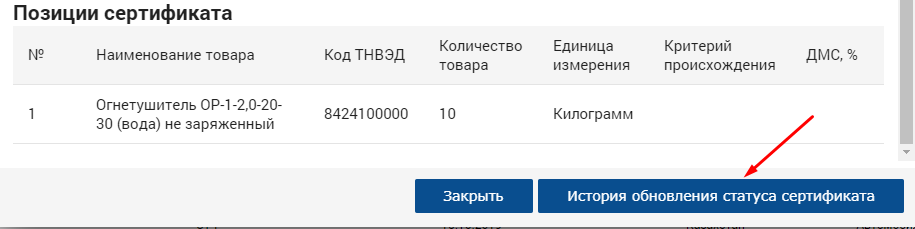 Позиции сертификата
№ Наименование товара Код ТНВЭД Количество товара Единица измерения Критерий происхождения ДМС, %
1 Огнетушитель ОР-1-2,0-20-30 (вода) не заряженный 8424100000 10 Килограмм
Закрыть История обновления статуса сертификата